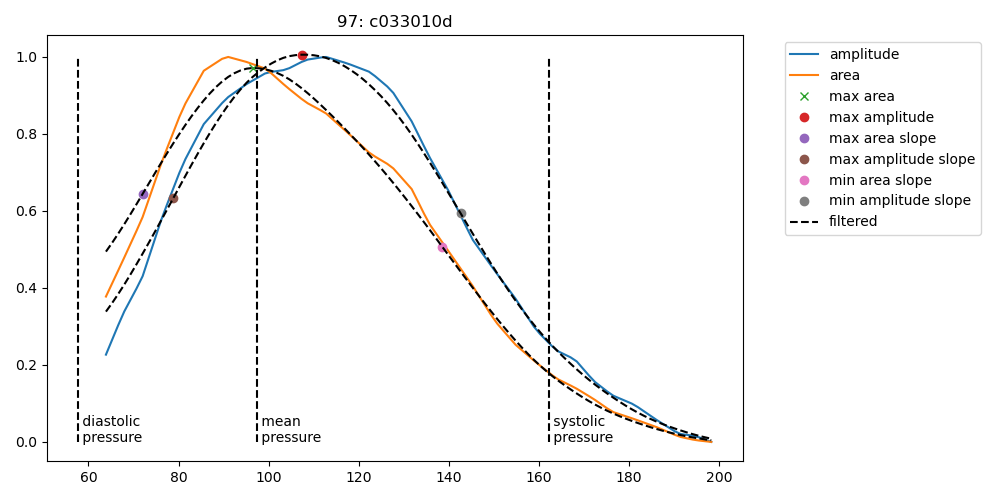 97: c033010d
amplitude
area
max area
max amplitude
max area slope
max amplitude slope
min area slope
min amplitude slope
filtered
1.0
0.8
0.6
0.4
0.2
0.0
diastolic
pressure
mean
pressure
systolic
pressure
60 80 100 120 140 160 180 200